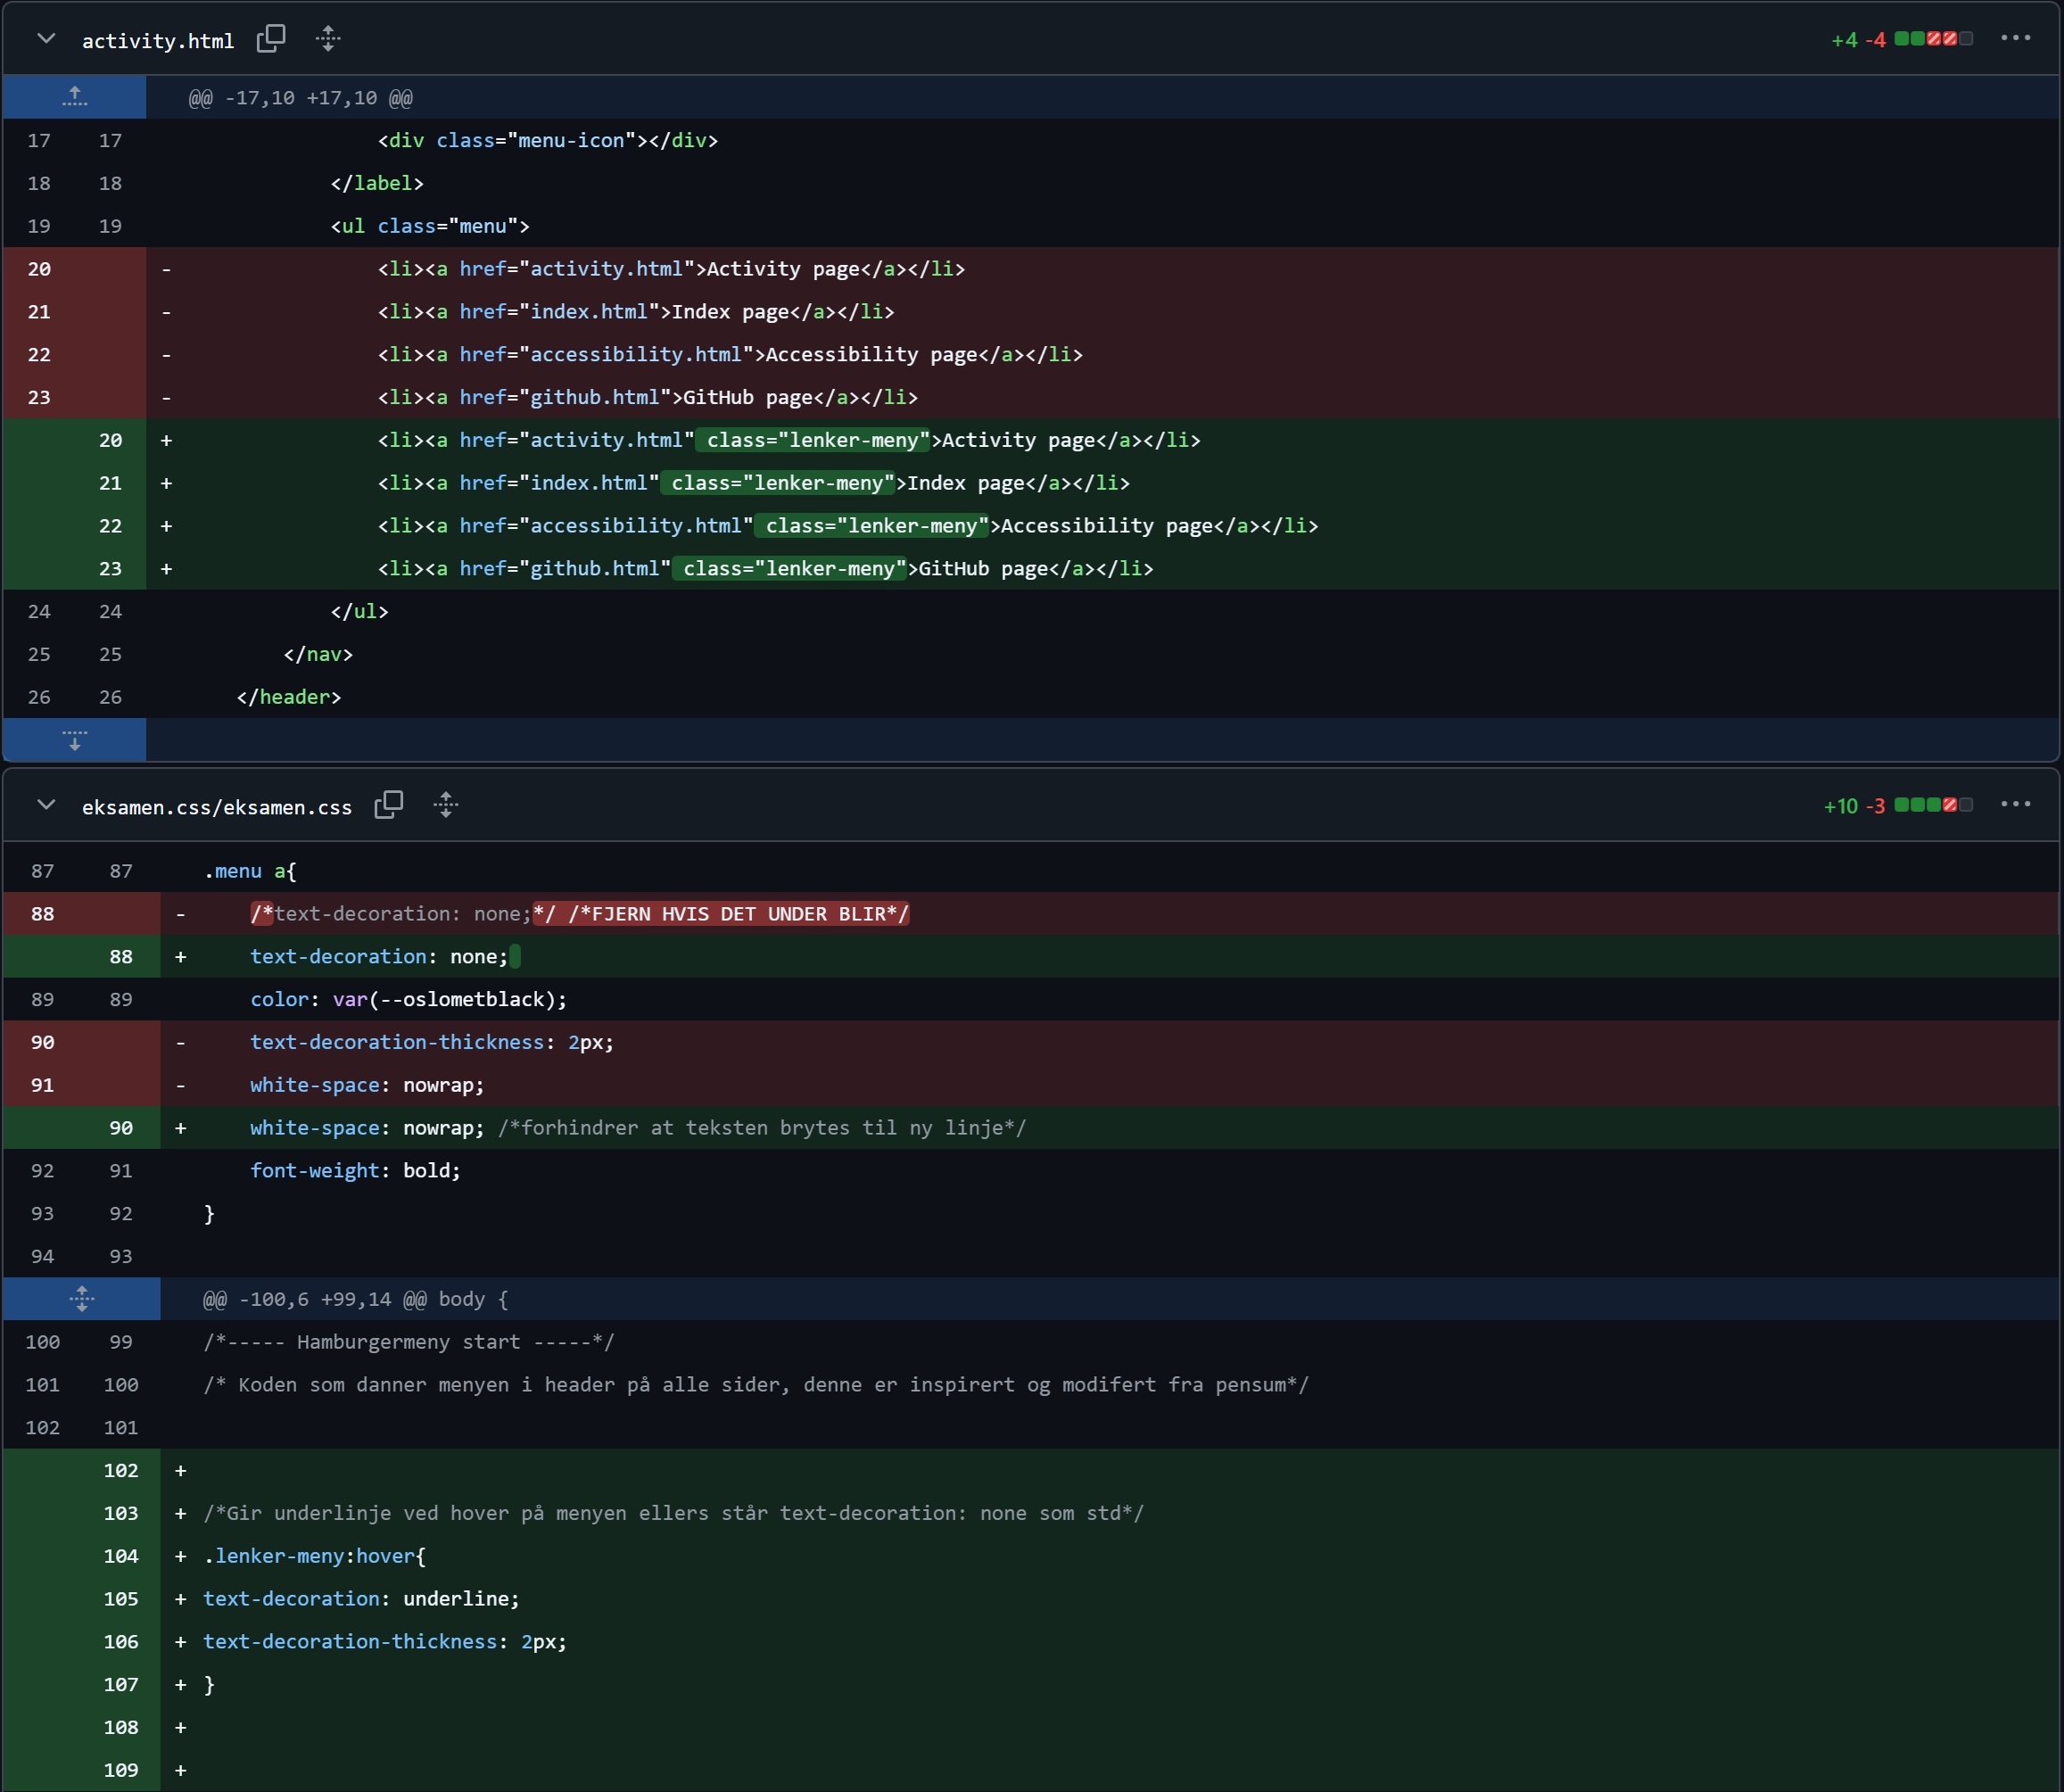 activity.html +4 -4
@@ -17,10 +17,10 @@
17 17 <div class="menu-icon"></div>
18 18 </label>
19 19 <ul class="menu">
20 - <li><a href="activity.html">Activity page</a></li>
21 - <li><a href="index.html">Index page</a></li>
22 - <li><a href="accessibility.html">Accessibility page</a></li>
23 - <li><a href="github.html">GitHub page</a></li>
20 + <li><a href="activity.html" class="lenker-meny">Activity page</a></li>
21 + <li><a href="index.html" class="lenker-meny">Index page</a></li>
22 + <li><a href="accessibility.html" class="lenker-meny">Accessibility page</a></li>
23 + <li><a href="github.html" class="lenker-meny">GitHub page</a></li>
24 24 </ul>
25 25 </nav>
26 26 </header>
eksamen.css/eksamen.css +10 -3
87 87 .menu a{
88 - /*text-decoration: none;*/ /*FJERN HVIS DET UNDER BLIR*/
88 + text-decoration: none;
89 89 color: var(--oslometblack);
90 - text-decoration-thickness: 2px;
91 - white-space: nowrap;
90 + white-space: nowrap; /*forhindrer at teksten brytes til ny linje*/
92 91 font-weight: bold;
93 92 }
94 93
@@ -100,6 +99,14 @@ body {
100 99 /*----- Hamburgermeny start -----*/
101 100 /* Koden som danner menyen i header på alle sider, denne er inspirert og modifert fra pensum*/
102 101
102 +
103 + /*Gir underlinje ved hover på menyen ellers står text-decoration: none som std*/
104 + .lenker-meny:hover{
105 + text-decoration: underline;
106 + text-decoration-thickness: 2px;
107 + }
108 +
109 +